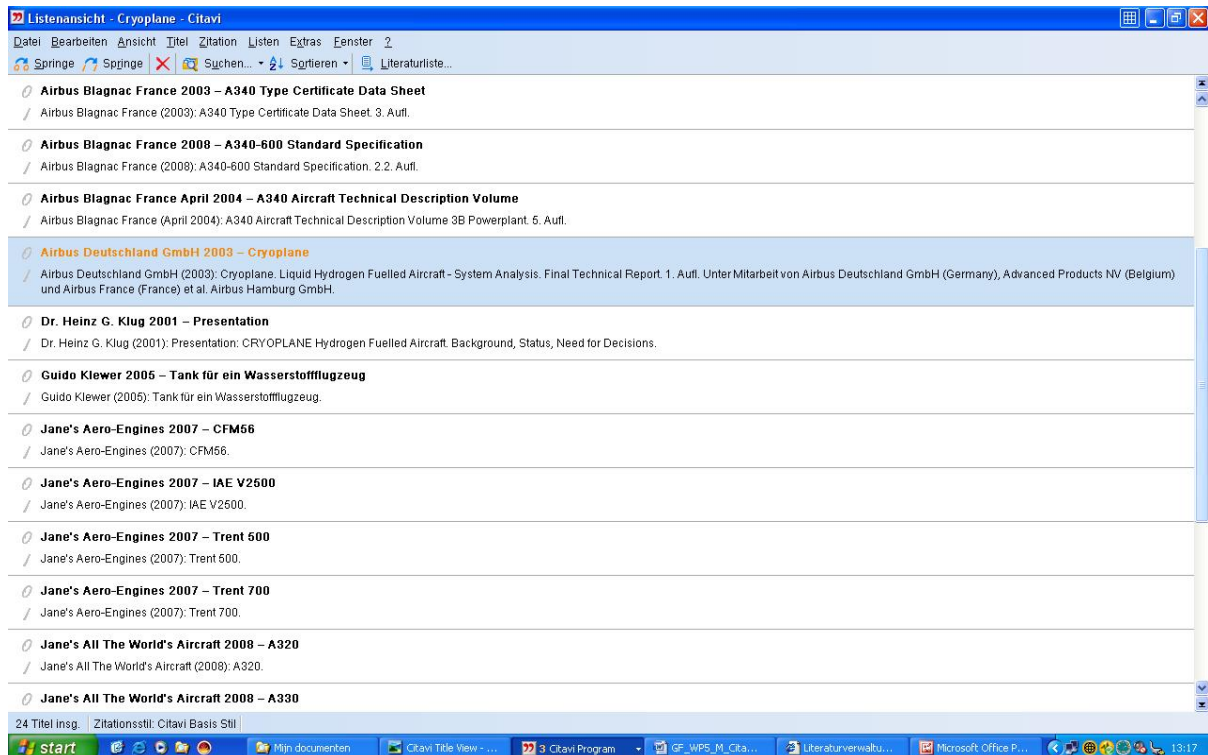 Listenansicht - Cryoplane - Citavi
Datei Bearbeiten Ansicht Titel Zitation Listen Extras Fenster ?
Springe Springe Suchen... Sortieren Literaturliste...
Airbus Blagnac France 2003 – A340 Type Certificate Data Sheet
Airbus Blagnac France (2003): A340 Type Certificate Data Sheet. 3. Aufl.
Airbus Blagnac France 2008 – A340-600 Standard Specification
Airbus Blagnac France (2008): A340-600 Standard Specification. 2.2. Aufl.
Airbus Blagnac France April 2004 – A340 Aircraft Technical Description Volume
Airbus Blagnac France (April 2004): A340 Aircraft Technical Description Volume 3B Powerplant. 5. Aufl.
Airbus Deutschland GmbH 2003 – Cryoplane
Airbus Deutschland GmbH (2003): Cryoplane. Liquid Hydrogen Fuelled Aircraft - System Analysis. Final Technical Report. 1. Aufl. Unter Mitarbeit von Airbus Deutschland GmbH (Germany), Advanced Products NV (Belgium)
und Airbus France (France) et al. Airbus Hamburg GmbH.
Dr. Heinz G. Klug 2001 – Presentation
Dr. Heinz G. Klug (2001): Presentation: CRYOPLANE Hydrogen Fuelled Aircraft. Background, Status, Need for Decisions.
Guido Klewer 2005 – Tank für ein Wasserstoffflugzeug
Guido Klewer (2005): Tank für ein Wasserstoffflugzeug.
Jane's Aero-Engines 2007 – CFM56
Jane's Aero-Engines (2007): CFM56.
Jane's Aero-Engines 2007 – IAE V2500
Jane's Aero-Engines (2007): IAE V2500.
Jane's Aero-Engines 2007 – Trent 500
Jane's Aero-Engines (2007): Trent 500.
Jane's Aero-Engines 2007 – Trent 700
Jane's Aero-Engines (2007): Trent 700.
Jane's All The World's Aircraft 2008 – A320
Jane's All The World's Aircraft (2008): A320.
Jane's All The World's Aircraft 2008 – A330
24 Titel insg. Zitationsstil: Citavi Basis Stil
start Mijn documenten Citavi Title View - ... 3 Citavi Program GF_WP5_M_Cita... Literaturverwaltu... Microsoft Office P... 13:17